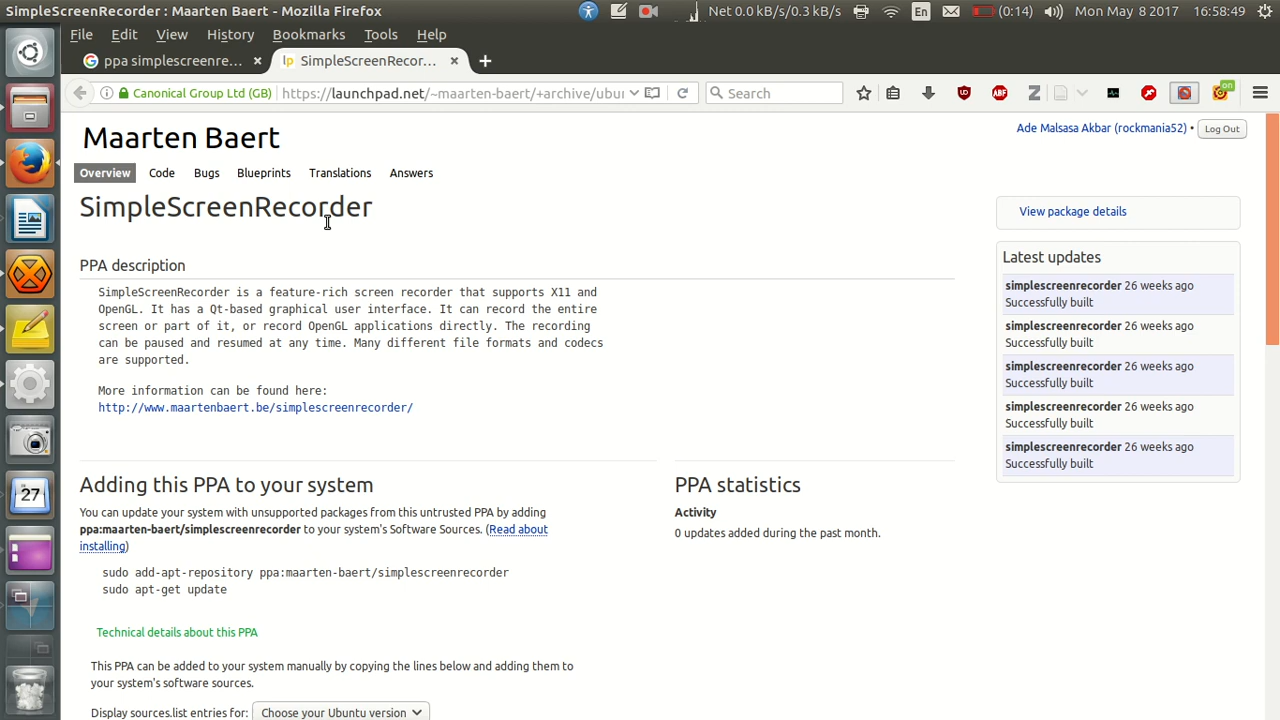 SimpleScreenRecorder : Maarten Baert - Mozilla Firefox
Net 0.0 kB/s/0.3 kB/s
En
(0:14)
Mon May 8 2017
16:58:49
File Edit View History Bookmarks Tools Help
ppa simplescreenre...
SimpleScreenRecor...
Canonical Group Ltd (GB)
https://launchpad.net/~maarten-baert/+archive/ubu
Search
ABP
on
Maarten Baert
Ade Malsasa Akbar (rockmania52) • Log Out
Overview Code Bugs Blueprints Translations Answers
SimpleScreenRecorder
View package details
PPA description
SimpleScreenRecorder is a feature-rich screen recorder that supports X11 and
OpenGL. It has a Qt-based graphical user interface. It can record the entire
screen or part of it, or record OpenGL applications directly. The recording
can be paused and resumed at any time. Many different file formats and codecs
are supported.
More information can be found here:
http://www.maartenbaert.be/simplescreenrecorder/
Latest updates
simplescreenrecorder 26 weeks ago
Successfully built
simplescreenrecorder 26 weeks ago
Successfully built
simplescreenrecorder 26 weeks ago
Successfully built
simplescreenrecorder 26 weeks ago
Successfully built
simplescreenrecorder 26 weeks ago
Successfully built
Adding this PPA to your system
You can update your system with unsupported packages from this untrusted PPA by adding
ppa:maarten-baert/simplescreenrecorder to your system's Software Sources. (Read about
installing)
sudo add-apt-repository ppa:maarten-baert/simplescreenrecorder
sudo apt-get update
Technical details about this PPA
This PPA can be added to your system manually by copying the lines below and adding them to
your system's software sources.
Display sources.list entries for: Choose your Ubuntu version
PPA statistics
Activity
0 updates added during the past month.
27